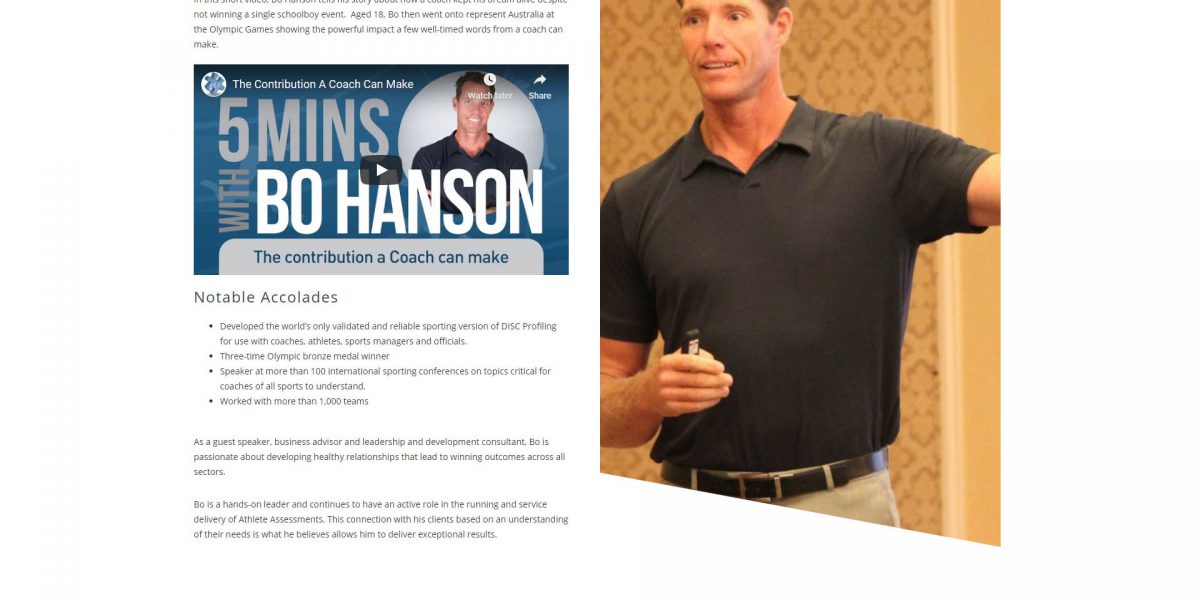 In this short video, Bo Hanson tells his story about how a coach kept his dream alive despite
not winning a single schoolboy event.  Aged 18, Bo then went onto represent Australia at
the Olympic Games showing the powerful impact a few well-timed words from a coach can
make.
The Contribution A Coach Can Make
Watch later
Share
5 MINS
WITH
BO HANSON
The contribution a Coach can make
Notable Accolades
• Developed the world's only validated and reliable sporting version of DISC Profiling
for use with coaches, athletes, sports managers and officials.
• Three-time Olympic bronze medal winner
• Speaker at more than 100 international sporting conferences on topics critical for
coaches of all sports to understand.
• Worked with more than 1,000 teams
As a guest speaker, business advisor and leadership and development consultant, Bo is
passionate about developing healthy relationships that lead to winning outcomes across all
sectors.
Bo is a hands-on leader and continues to have an active role in the running and service
delivery of Athlete Assessments. This connection with his clients based on an understanding
of their needs is what he believes allows him to deliver exceptional results.